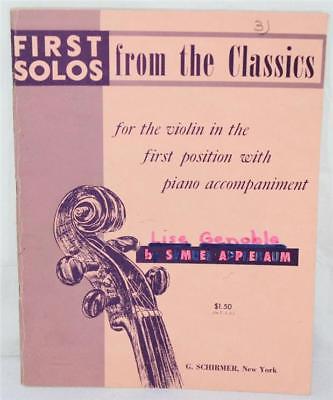 3)
FIRST SOLOS from the Classics
for the violin in the
first position with
piano accompaniment
Lisa Genoble
by SAMUEL APPLEBAUM
$1.50
G. SCHIRMER, New York